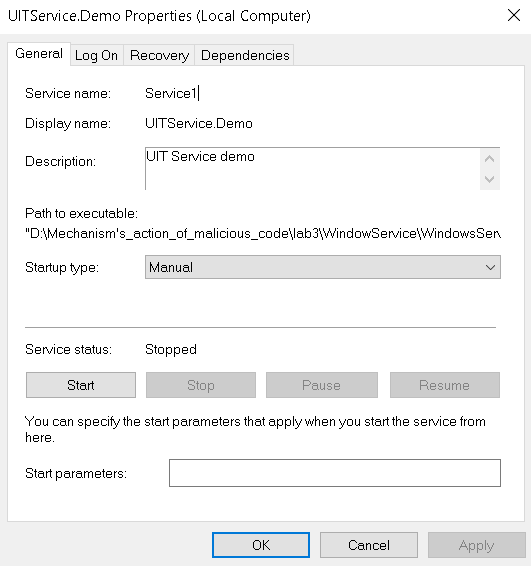 UITService.Demo Properties (Local Computer)
General Log On Recovery Dependencies
Service name: Service1
Display name: UITService.Demo
Description: UIT Service demo
Path to executable:
"D:\Mechanism's_action_of_malicious_code\lab3\WindowService\WindowsSer
Startup type: Manual
Service status: Stopped
Start Stop Pause Resume
You can specify the start parameters that apply when you start the service from
here.
Start parameters:
OK Cancel Apply